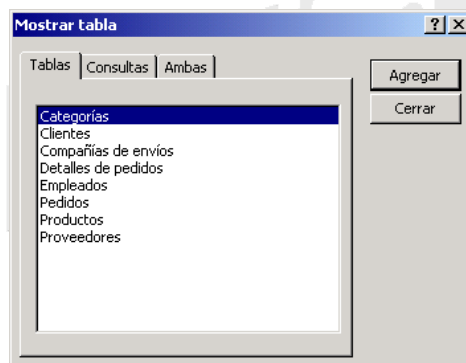 Mostrar tabla
Tablas Consultas Ambas
Agregar
Cerrar
Categorías
Clientes
Compañías de envíos
Detalles de pedidos
Empleados
Pedidos
Productos
Proveedores